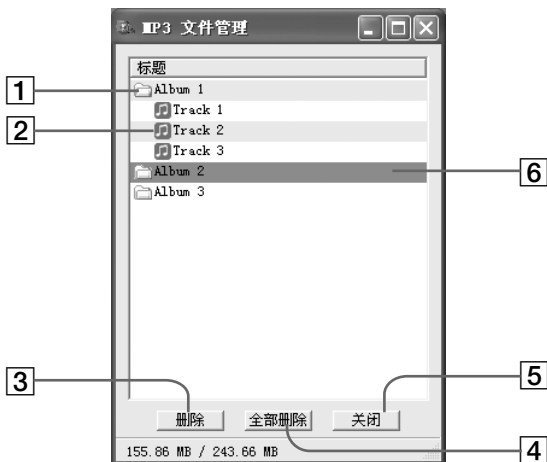 MP3 文件管理
标题
1
Album 1
Track 1
2
Track 2
Track 3
Album 2
6
Album 3
3
5
删除
全部删除
关闭
155.86 MB / 243.66 MB
4